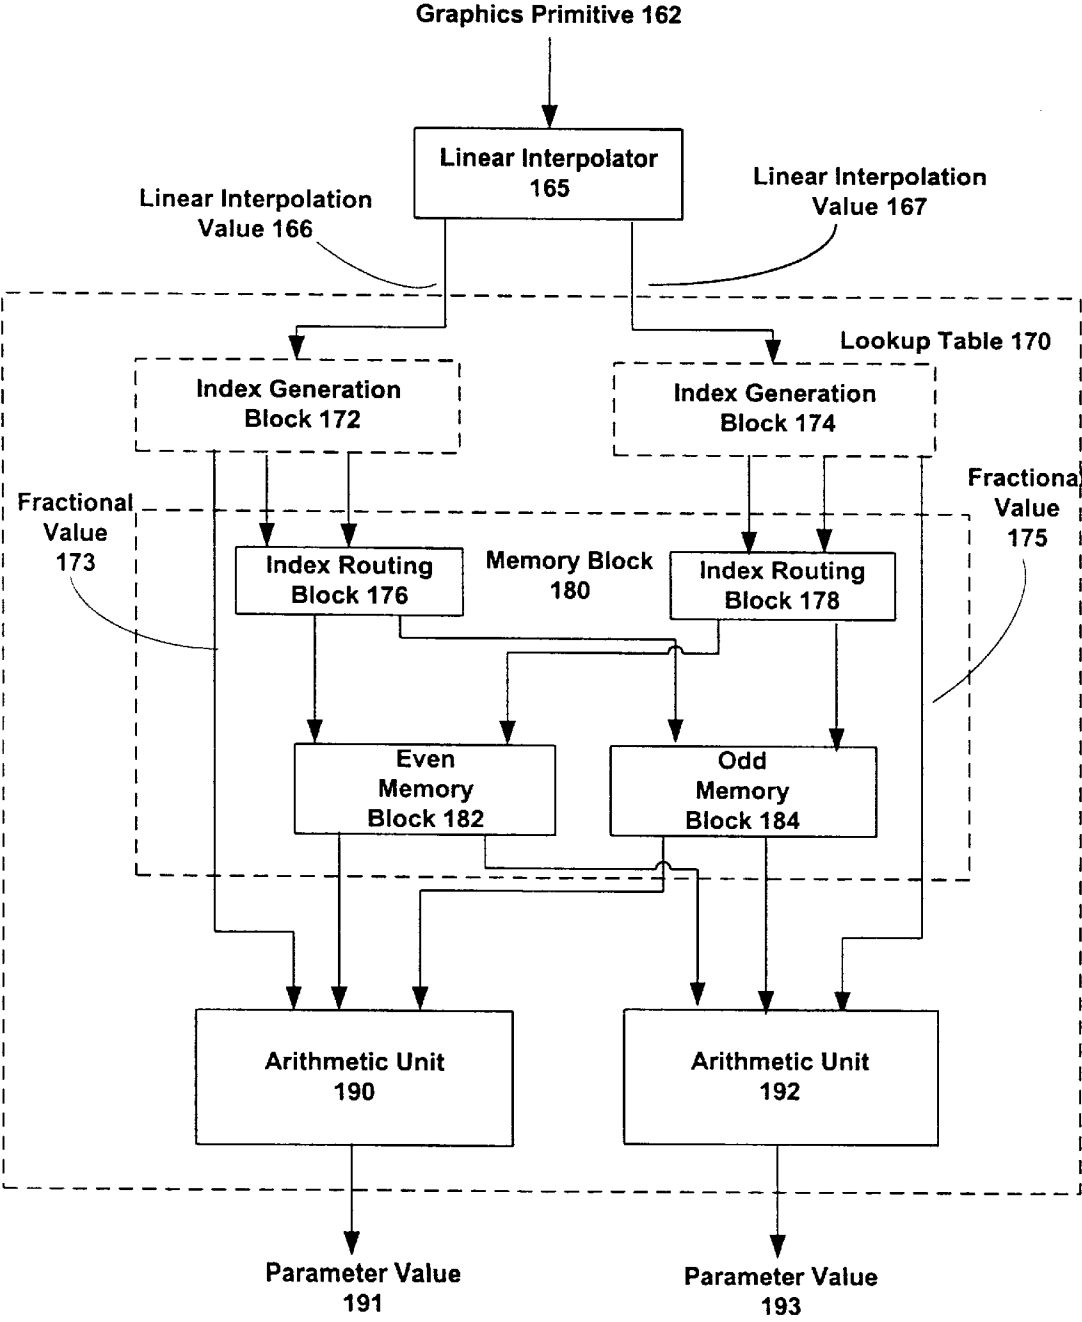 Graphics Primitive 162
Linear Interpolator
165
Linear Interpolation
Value 166
Linear Interpolation
Value 167
Lookup Table 170
Index Generation
Block 172
Index Generation
Block 174
Fractional
Value
173
Fractiona
Value
175
Index Routing
Block 176
Memory Block
180
Index Routing
Block 178
Even
Memory
Block 182
Odd
Memory
Block 184
Arithmetic Unit
190
Arithmetic Unit
192
Parameter Value
191
Parameter Value
193